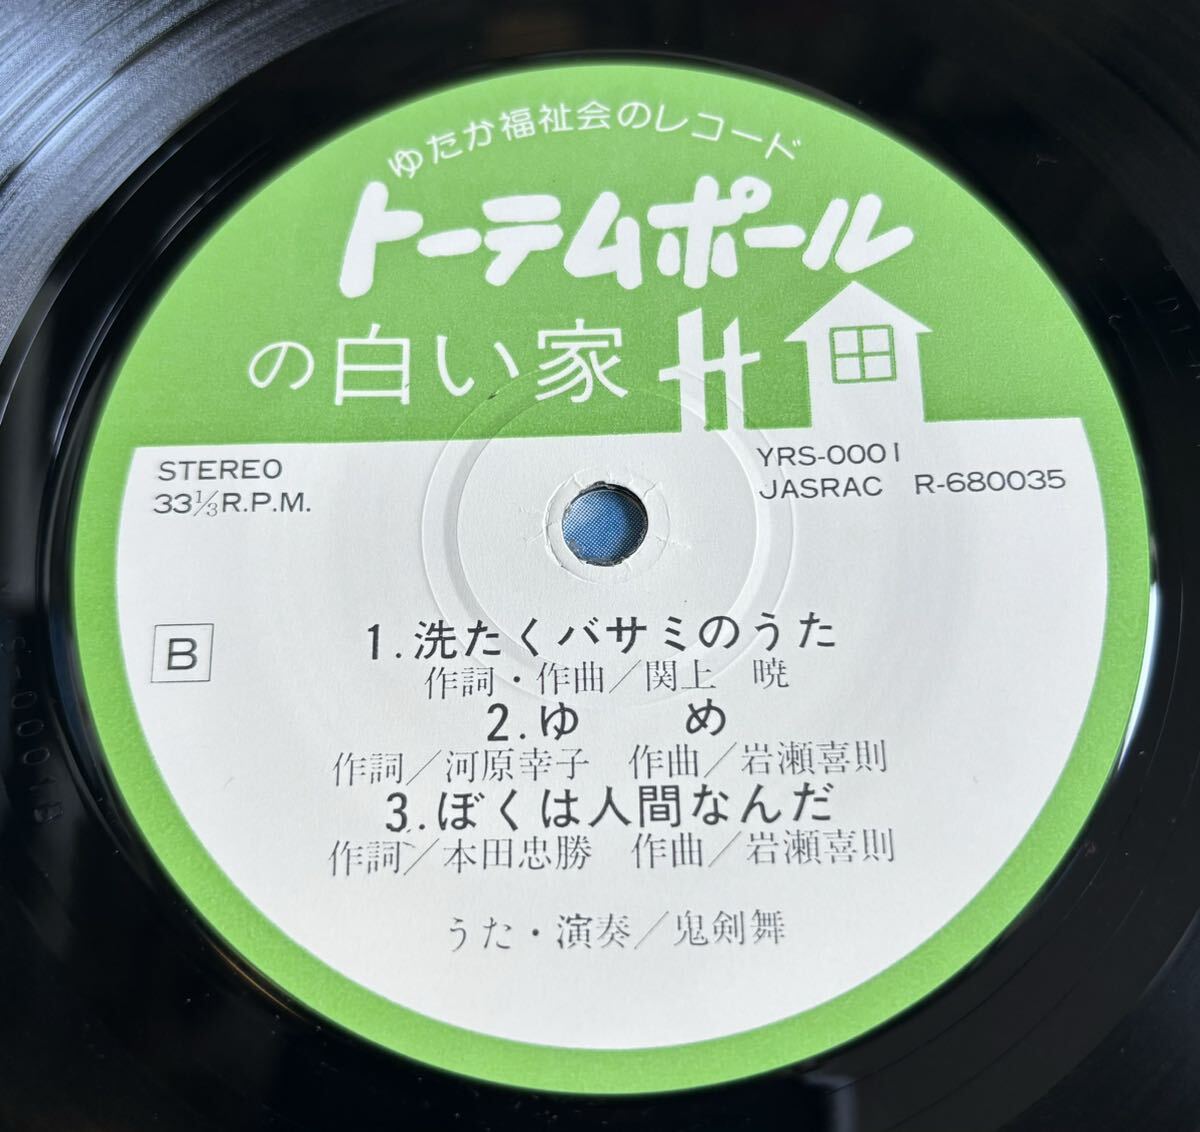 ゆたか福祉会のレコード
トーテムポール
の白い家
STEREO
33⅓R.P.M.
YRS-0001
JASRAC R-680035
B
1.洗たくバサミのうた
作詞・作曲／関上 暁
2.ゆ め
作詞／河原幸子 作曲／岩瀬喜則
3.ぼくは人間なんだ
作詞／本田忠勝 作曲／岩瀬喜則
うた・演奏／鬼剣舞